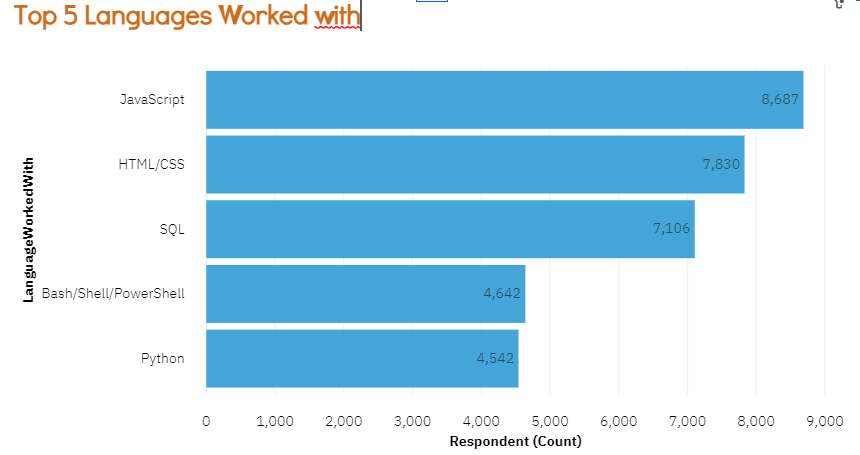 Top 5 Languages Worked with
LanguageWorkedWith
JavaScript 8,687
HTML/CSS 7,830
SQL 7,106
Bash/Shell/PowerShell 4,642
Python 4,542
0 1,000 2,000 3,000 4,000 5,000 6,000 7,000 8,000 9,000
Respondent (Count)